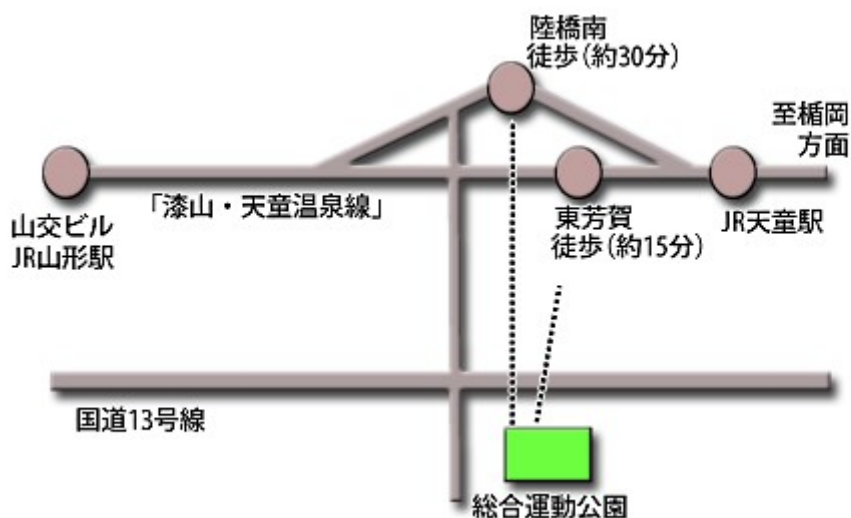 陸橋南
徒歩(約30分)
至楯岡
方面
山交ビル
JR山形駅
「漆山・天童温泉線」
東芳賀
徒歩(約15分)
JR天童駅
国道13号線
総合運動公園